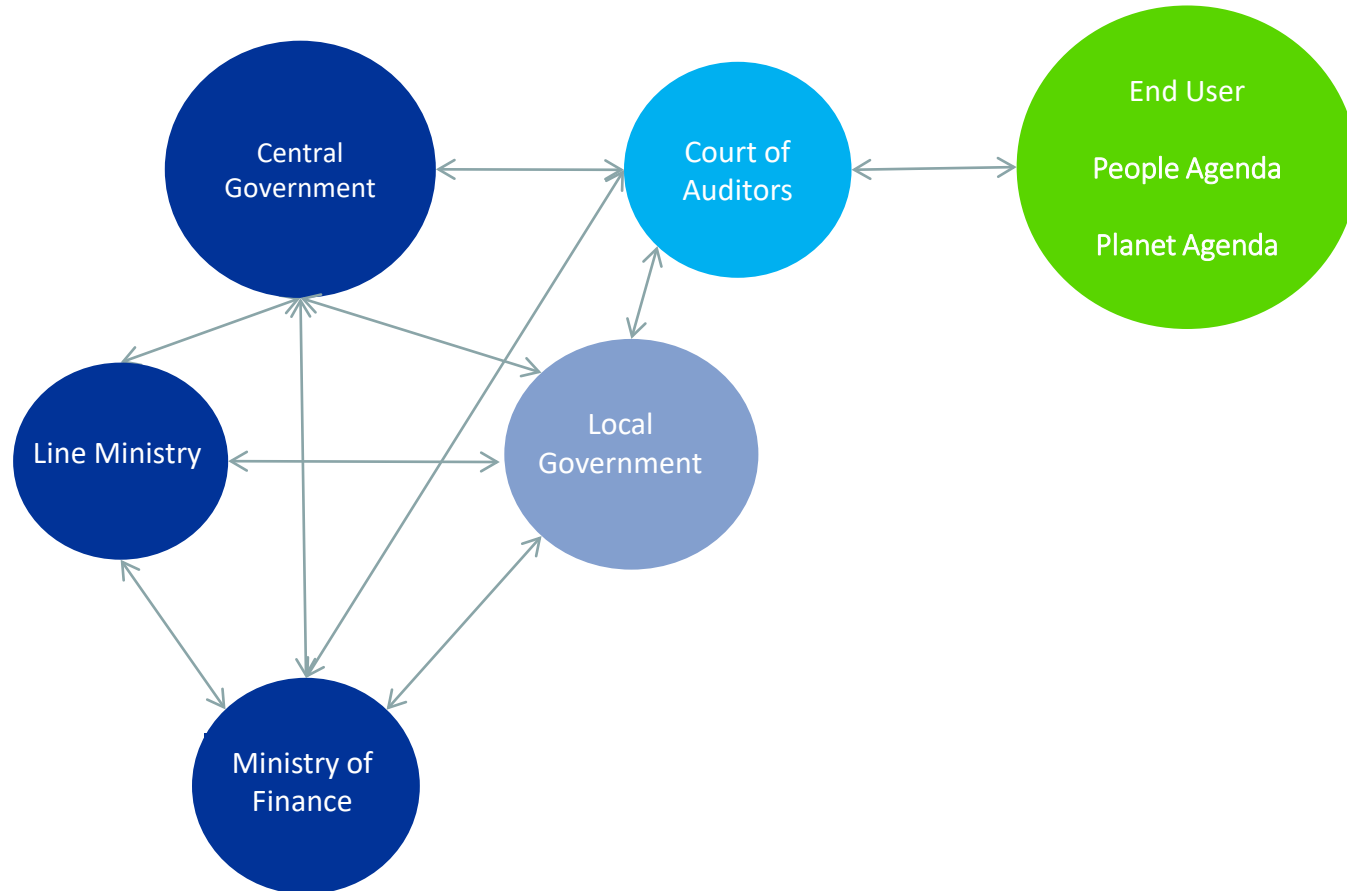 Central
Government
Court of
Auditors
End User
People Agenda
Planet Agenda
Line Ministry
Local
Government
Ministry of
Finance